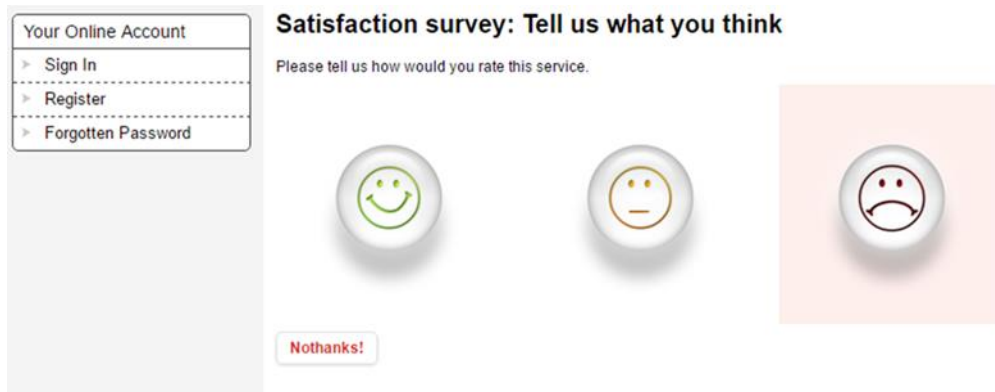 Your Online Account
Sign In
Register
Forgotten Password
Satisfaction survey: Tell us what you think
Please tell us how would you rate this service.
Nothanks!